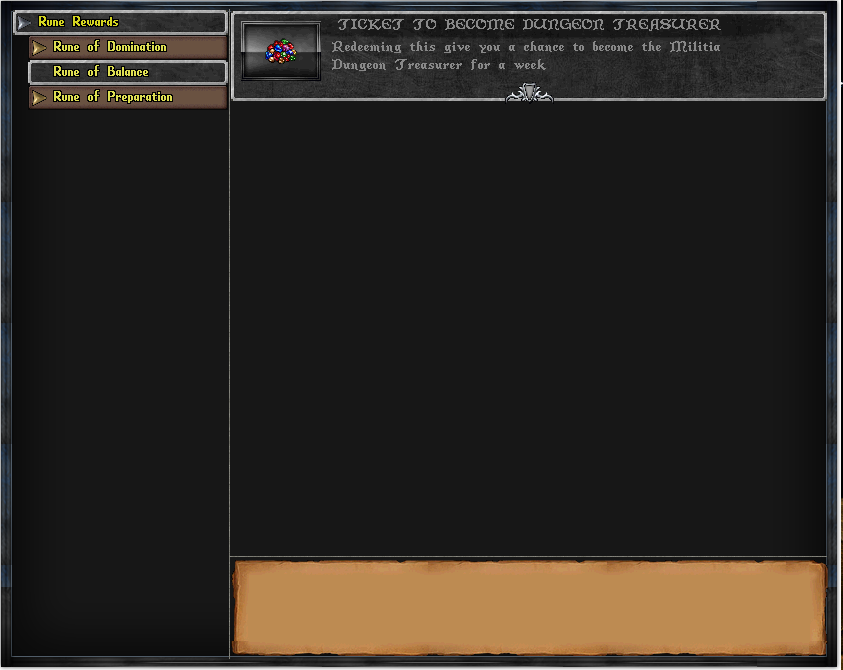 Rune Rewards
Rune of Domination
Rune of Balance
Rune of Preparation
TICKET TO BECOME DUNGEON TREASURER
Redeeming this give you a chance to become the Militia
Dungeon Treasurer for a week